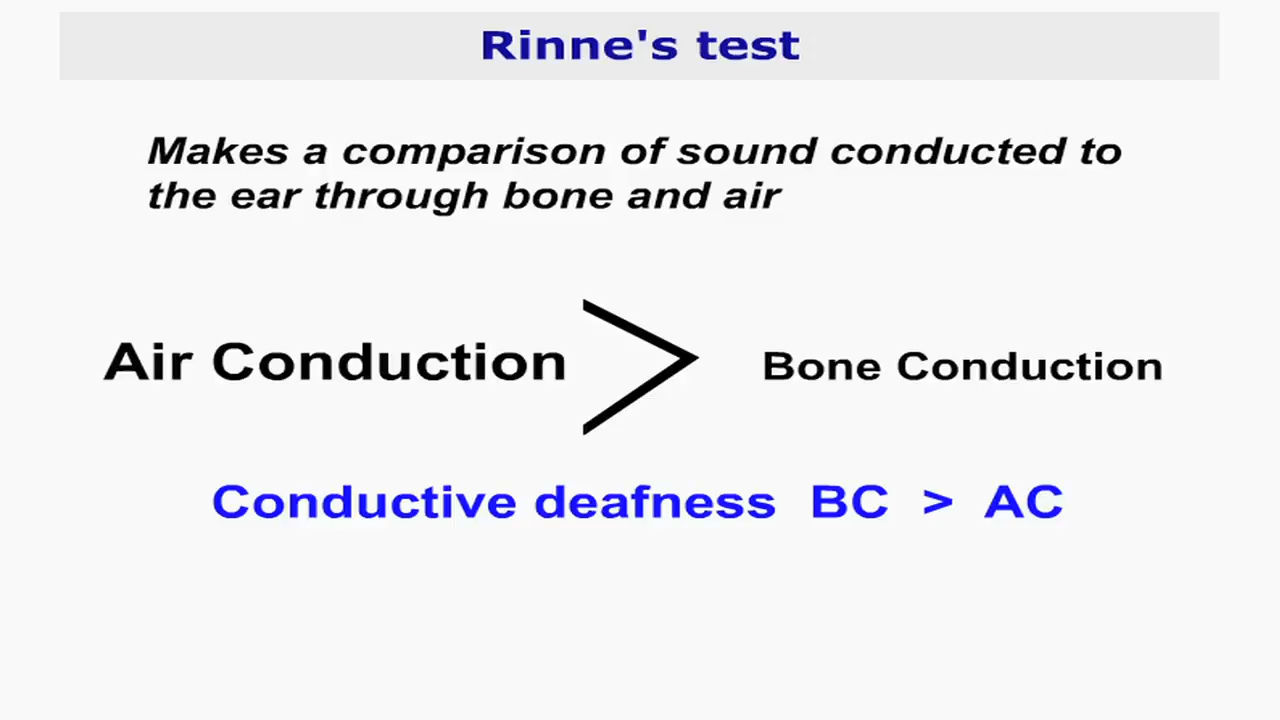 Rinne's test
Makes a comparison of sound conducted to
the ear through bone and air
Air Conduction > Bone Conduction
Conductive deafness BC > AC